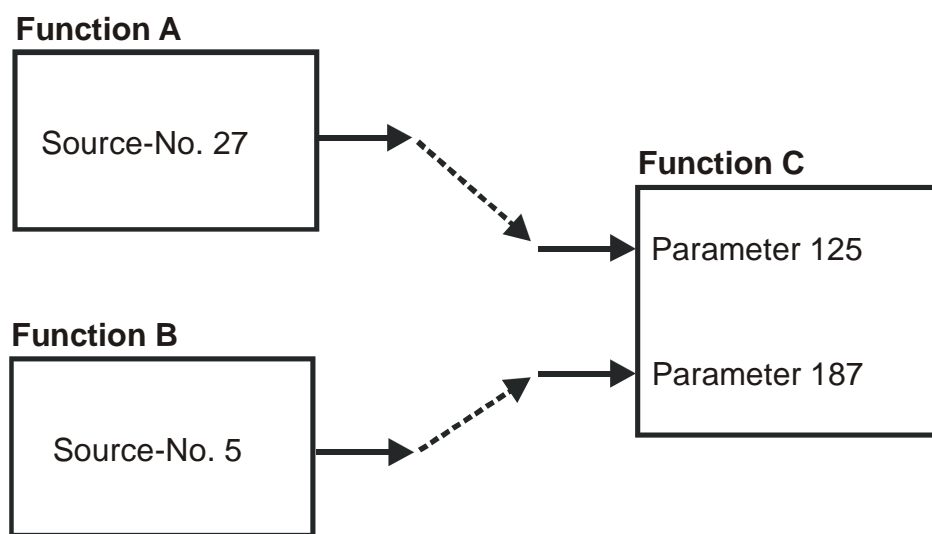 Function A
Source-No. 27
Function C
Parameter 125
Function B
Parameter 187
Source-No. 5